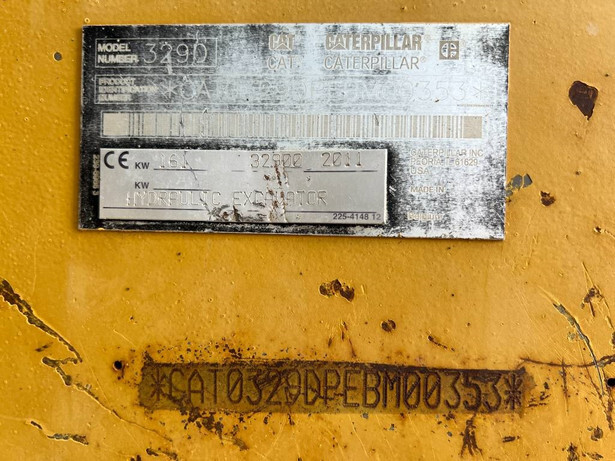 MODEL NUMBER 329D CAT CATERPILLAR
CAT. CATERPILLAR®
PRODUCT IDENTIFICATION NUMBER
CE KW 161 32900 2011
KW
HYDRAULIC EXCAVATOR
225-4148 12
CATERPILLAR INC.
PEORIA, IL 61629
USA
MADE IN
*CAT0329DPEBM00353*